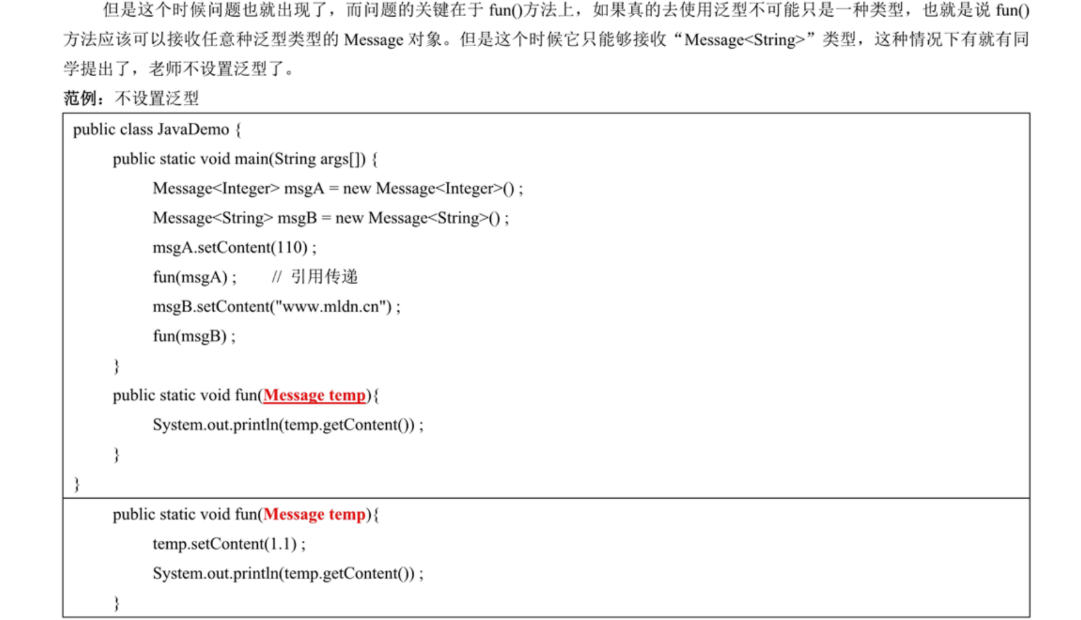 但是这个时候问题也就出现了，而问题的关键在于 fun()方法上，如果真的去使用泛型不可能只是一种类型，也就是说 fun()
方法应该可以接收任意种泛型类型的 Message 对象。但是这个时候它只能够接收“Message<String>”类型，这种情况下有就有同
学提出了，老师不设置泛型了。
范例：不设置泛型
public class JavaDemo {
public static void main(String args[]) {
Message<Integer> msgA = new Message<Integer>() ;
Message<String> msgB = new Message<String>() ;
msgA.setContent(110) ;
fun(msgA) ; // 引用传递
msgB.setContent("www.mldn.cn") ;
fun(msgB) ;
}
public static void fun(Message temp){
System.out.println(temp.getContent()) ;
}
}
public static void fun(Message temp){
temp.setContent(1.1) ;
System.out.println(temp.getContent()) ;
}